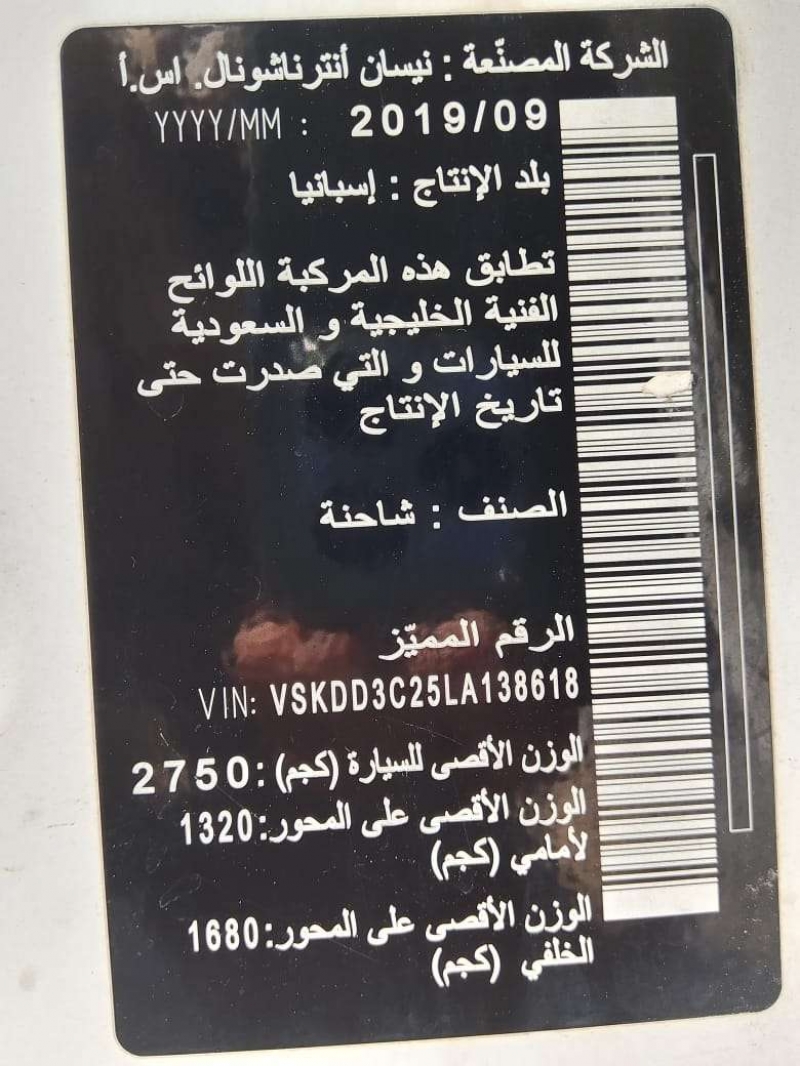 الشركة المصنّعة : نيسان أنترناشونال. اس.أ
YYYY/MM : 2019/09
بلد الإنتاج : إسبانيا
تطابق هذه المركبة اللوائح
الفنية الخليجية و السعودية
للسيارات و التي صدرت حتى
تاريخ الإنتاج
الصنف : شاحنة
الرقم المميّز
VIN: VSKDD3C25LA138618
الوزن الأقصى للسيارة (كجم): 2750
الوزن الأقصى على المحور: 1320
لأمامي (كجم)
الوزن الأقصى على المحور: 1680
الخلفي (كجم)